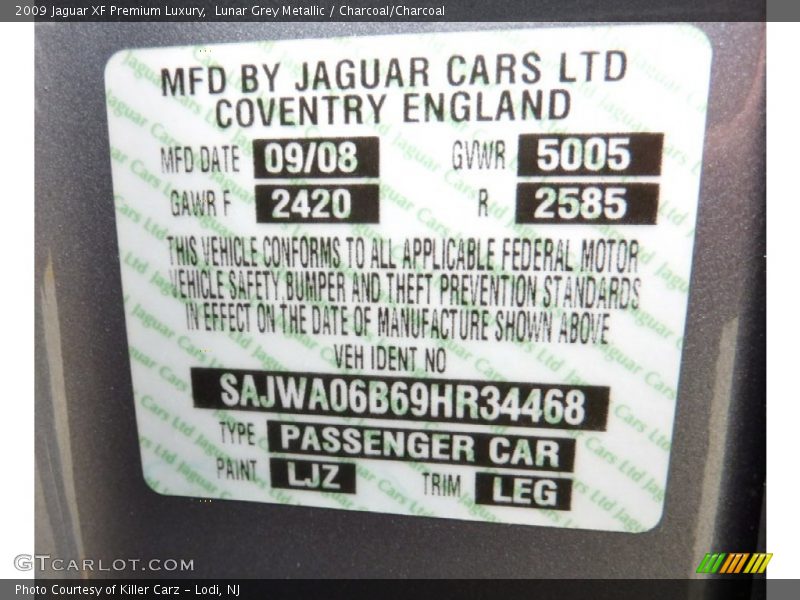 2009 Jaguar XF Premium Luxury,  Lunar Grey Metallic / Charcoal/Charcoal
MFD BY JAGUAR CARS LTD
COVENTRY ENGLAND
MFD DATE 09/08 GVWR 5005
GAWR F 2420 R 2585
THIS VEHICLE CONFORMS TO ALL APPLICABLE FEDERAL MOTOR
VEHICLE SAFETY BUMPER AND THEFT PREVENTION STANDARDS
IN EFFECT ON THE DATE OF MANUFACTURE SHOWN ABOVE
VEH IDENT NO
SAJWA06B69HR34468
TYPE PASSENGER CAR
PAINT LJZ TRIM LEG
GTCARLOT.COM
Photo Courtesy of Killer Carz – Lodi, NJ